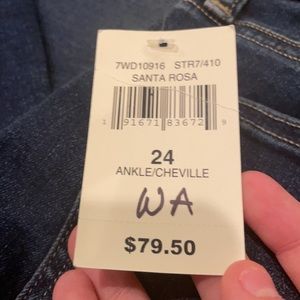 7WD10916 STR7/410
SANTA ROSA
1 91671 83672 9
24
ANKLE/CHEVILLE
WA
$79.50